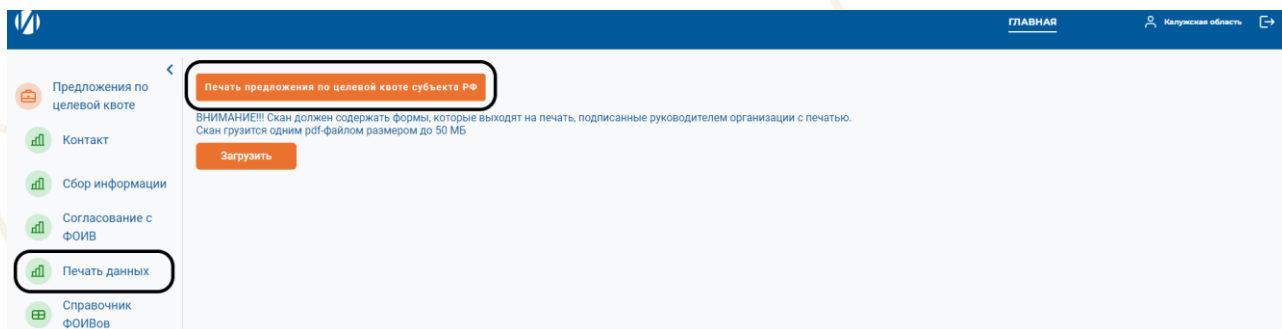 ГЛАВНАЯ
Калужская область
Предложения по
целевой квоте
Контакт
Сбор информации
Согласование с
ФОИВ
Печать данных
Справочник
ФОИВов
Печать предложения по целевой квоте субъекта РФ
ВНИМАНИЕ!!! Скан должен содержать формы, которые выходят на печать, подписанные руководителем организации с печатью.
Скан грузится одним pdf-файлом размером до 50 МБ
Загрузить